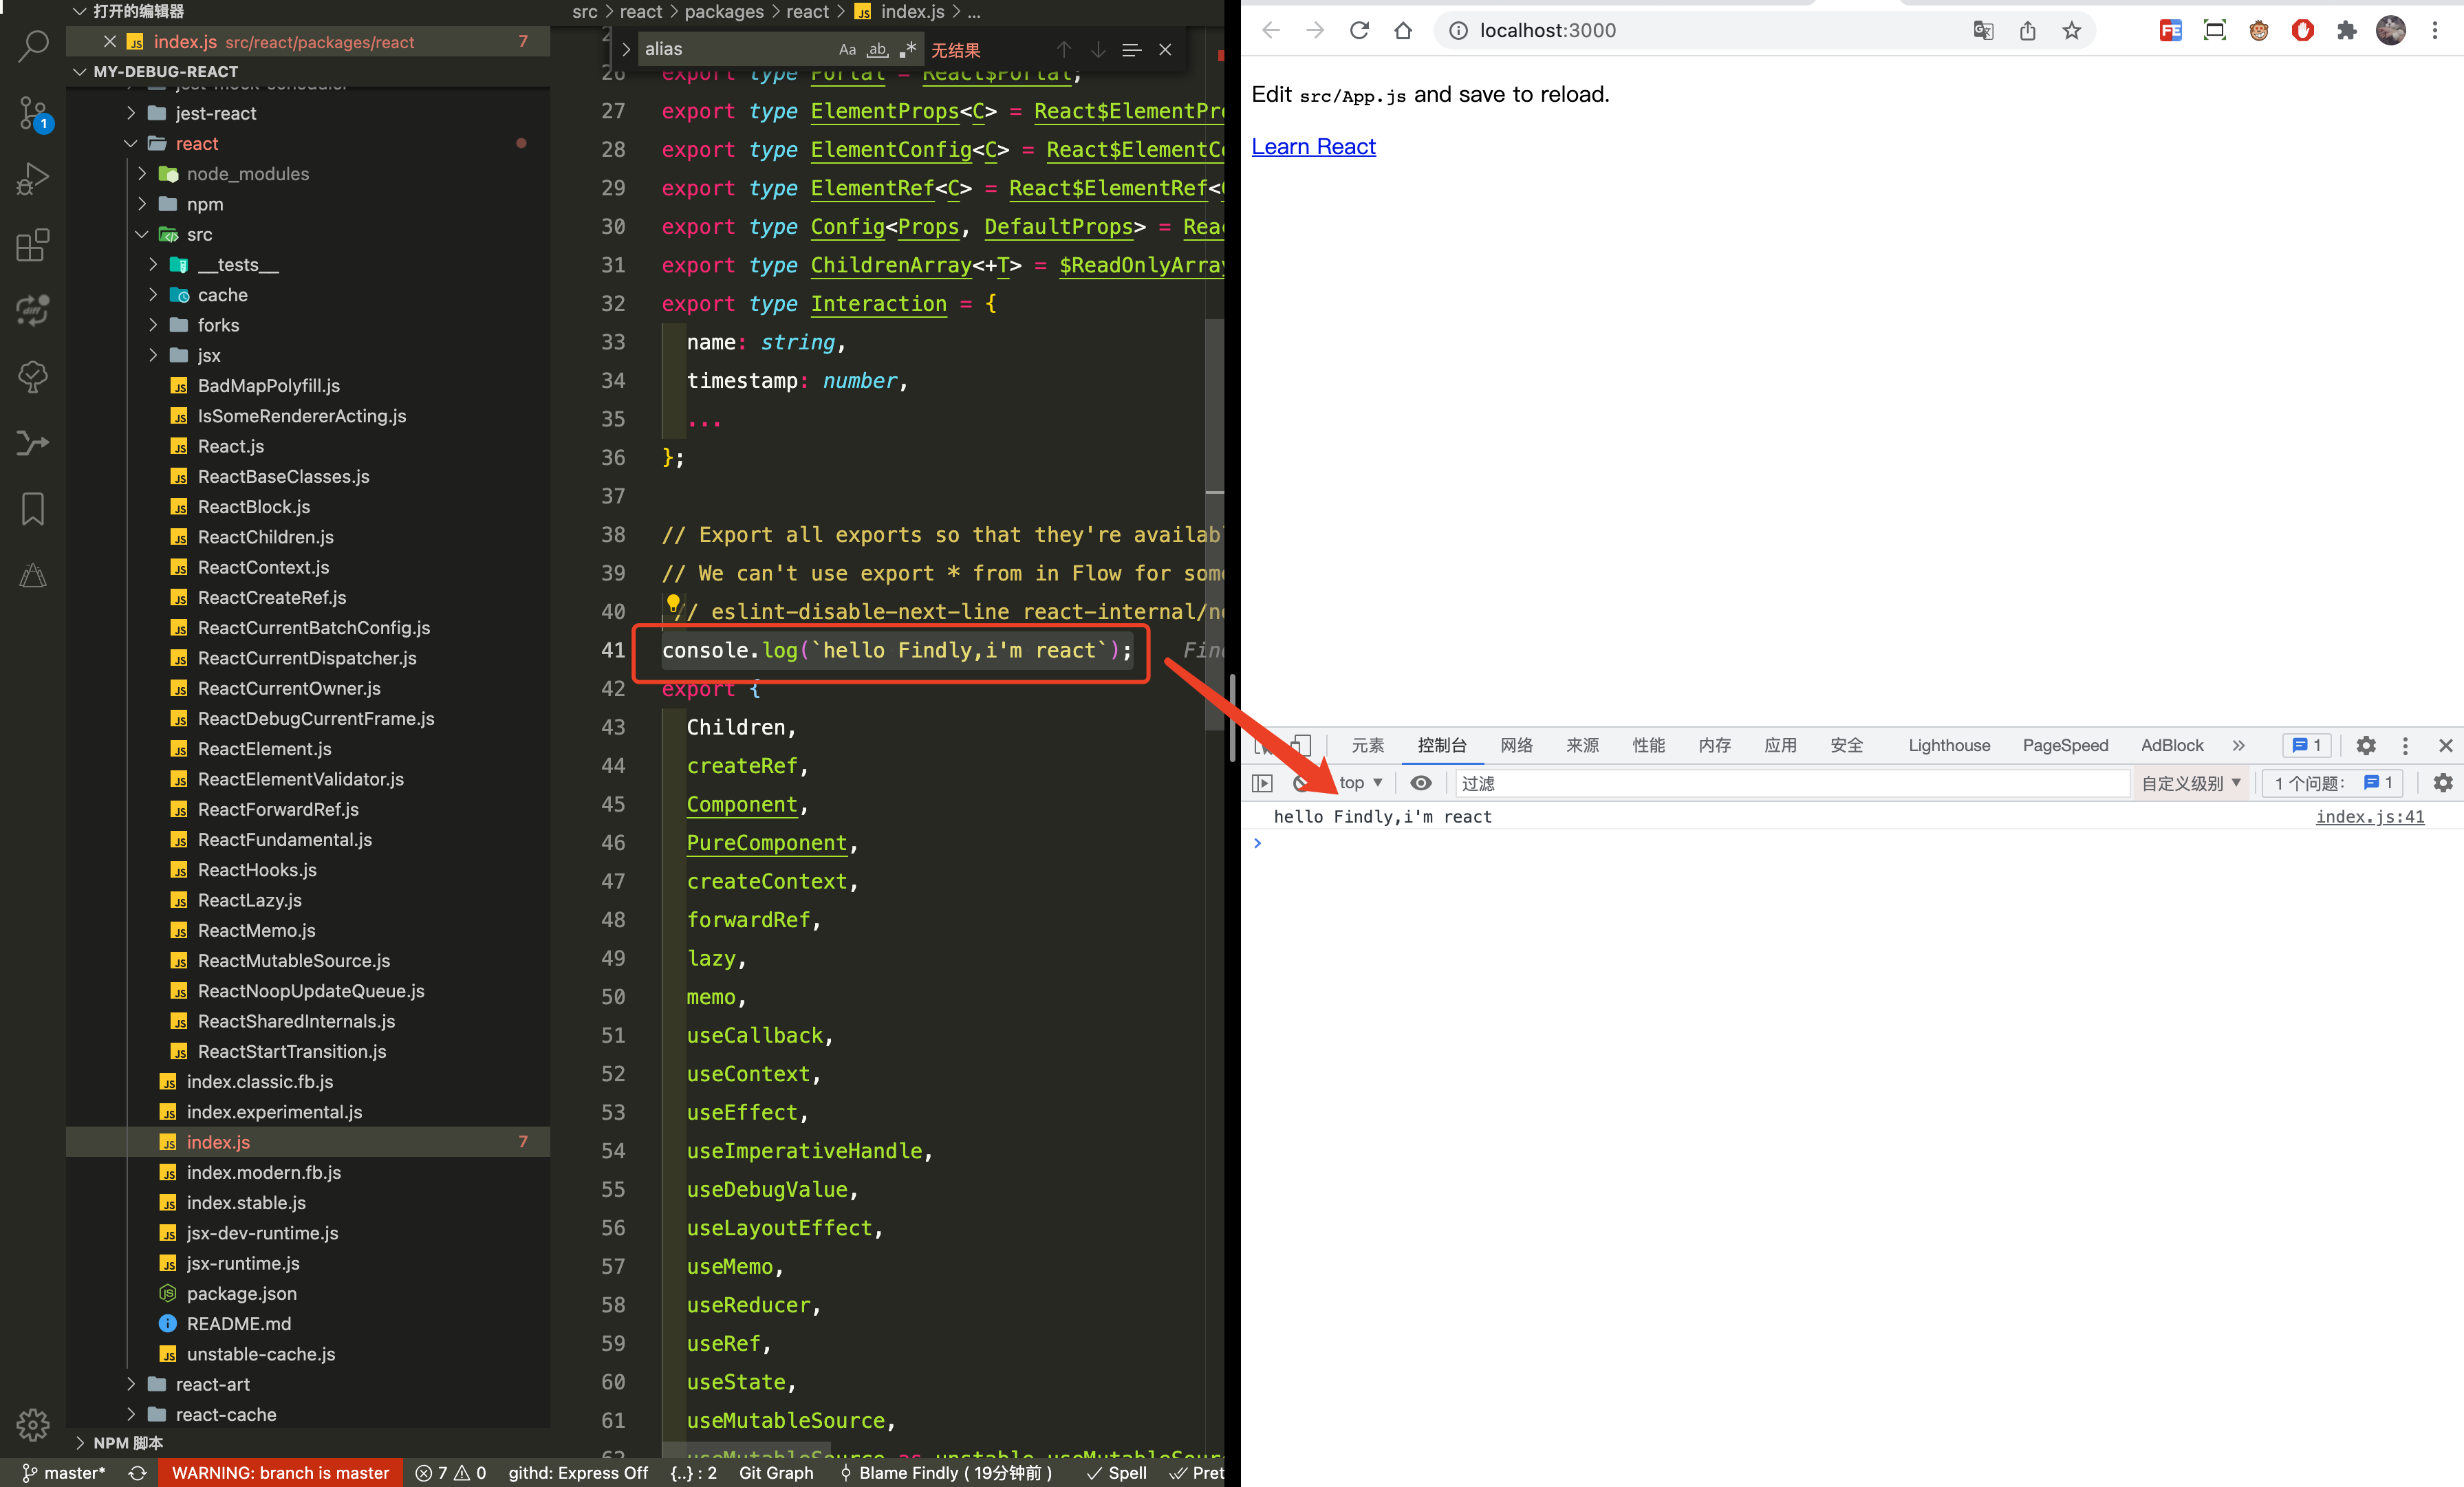 打开的编辑器
index.js src/react/packages/react 7
MY-DEBUG-REACT
jest-mock-scheduler
jest-react
react
node_modules
npm
src
__tests__
cache
forks
jsx
BadMapPolyfill.js
IsSomeRendererActing.js
React.js
ReactBaseClasses.js
ReactBlock.js
ReactChildren.js
ReactContext.js
ReactCreateRef.js
ReactCurrentBatchConfig.js
ReactCurrentDispatcher.js
ReactCurrentOwner.js
ReactDebugCurrentFrame.js
ReactElement.js
ReactElementValidator.js
ReactForwardRef.js
ReactFundamental.js
ReactHooks.js
ReactLazy.js
ReactMemo.js
ReactMutableSource.js
ReactNoopUpdateQueue.js
ReactSharedInternals.js
ReactStartTransition.js
index.classic.fb.js
index.experimental.js
index.js 7
index.modern.fb.js
index.stable.js
jsx-dev-runtime.js
jsx-runtime.js
package.json
README.md
unstable-cache.js
react-art
react-cache
NPM 脚本
1
diff
src > react > packages > react > index.js > ...
alias Aa ab .* 无结果
26 export type Portal = React$Portal;
27 export type ElementProps<C> = React$ElementPr
28 export type ElementConfig<C> = React$ElementCo
29 export type ElementRef<C> = React$ElementRef<
30 export type Config<Props, DefaultProps> = Reac
31 export type ChildrenArray<+T> = $ReadOnlyArray
32 export type Interaction = {
33 name: string,
34 timestamp: number,
35 ...
36 };
37
38 // Export all exports so that they're availab
39 // We can't use export * from in Flow for some
40 // eslint-disable-next-line react-internal/no
41 console.log(`hello Findly,i'm react`); Find
42 export {
43 Children,
44 createRef,
45 Component,
46 PureComponent,
47 createContext,
48 forwardRef,
49 lazy,
50 memo,
51 useCallback,
52 useContext,
53 useEffect,
54 useImperativeHandle,
55 useDebugValue,
56 useLayoutEffect,
57 useMemo,
58 useReducer,
59 useRef,
60 useState,
61 useMutableSource,
62 useMutableSource as unstable_useMutableSour
master* WARNING: branch is master 7 0 githd: Express Off {..} : 2 Git Graph Blame Findly ( 19分钟前 ) Spell Pret
localhost:3000
FE
Edit src/App.js and save to reload.
Learn React
元素 控制台 网络 来源 性能 内存 应用 安全 Lighthouse PageSpeed AdBlock » 1
top 过滤 自定义级别 1 个问题: 1
hello Findly,i'm react index.js:41